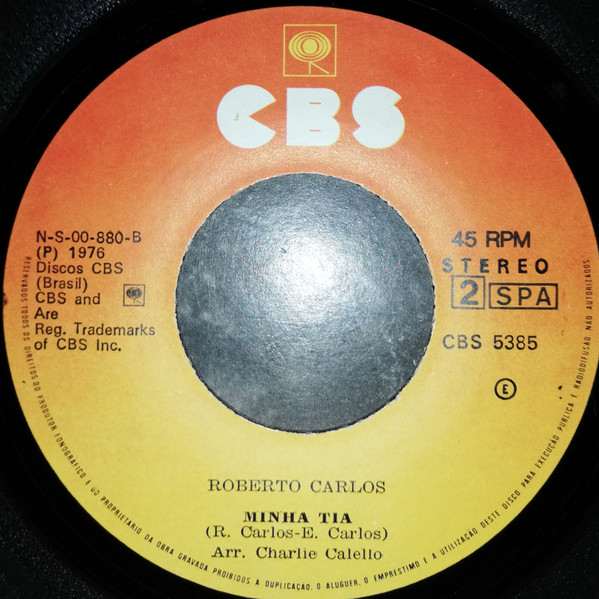 CBS
N-S-00-880-B
(P) 1976
Discos CBS
(Brasil)
CBS and
Are
Reg. Trademarks
of CBS Inc.
45 RPM
STEREO
2 SPA
CBS 5385
E
ROBERTO CARLOS
MINHA TIA
(R. Carlos-E. Carlos)
Arr. Charlie Calello
RESERVADOS TODOS OS DIREITOS DO PRODUTOR FONOGRÁFICO E DO PROPRIETARIO DA OBRA GRAVADA PROIBIDOS A DUPLICAÇÃO, O ALUGUER, O EMPRÉSTIMO E A UTILIZAÇÃO DESTE DISCO PARA EXECUÇÃO PÚBLICA E RADIODIFUSÃO NÃO AUTORIZADOS